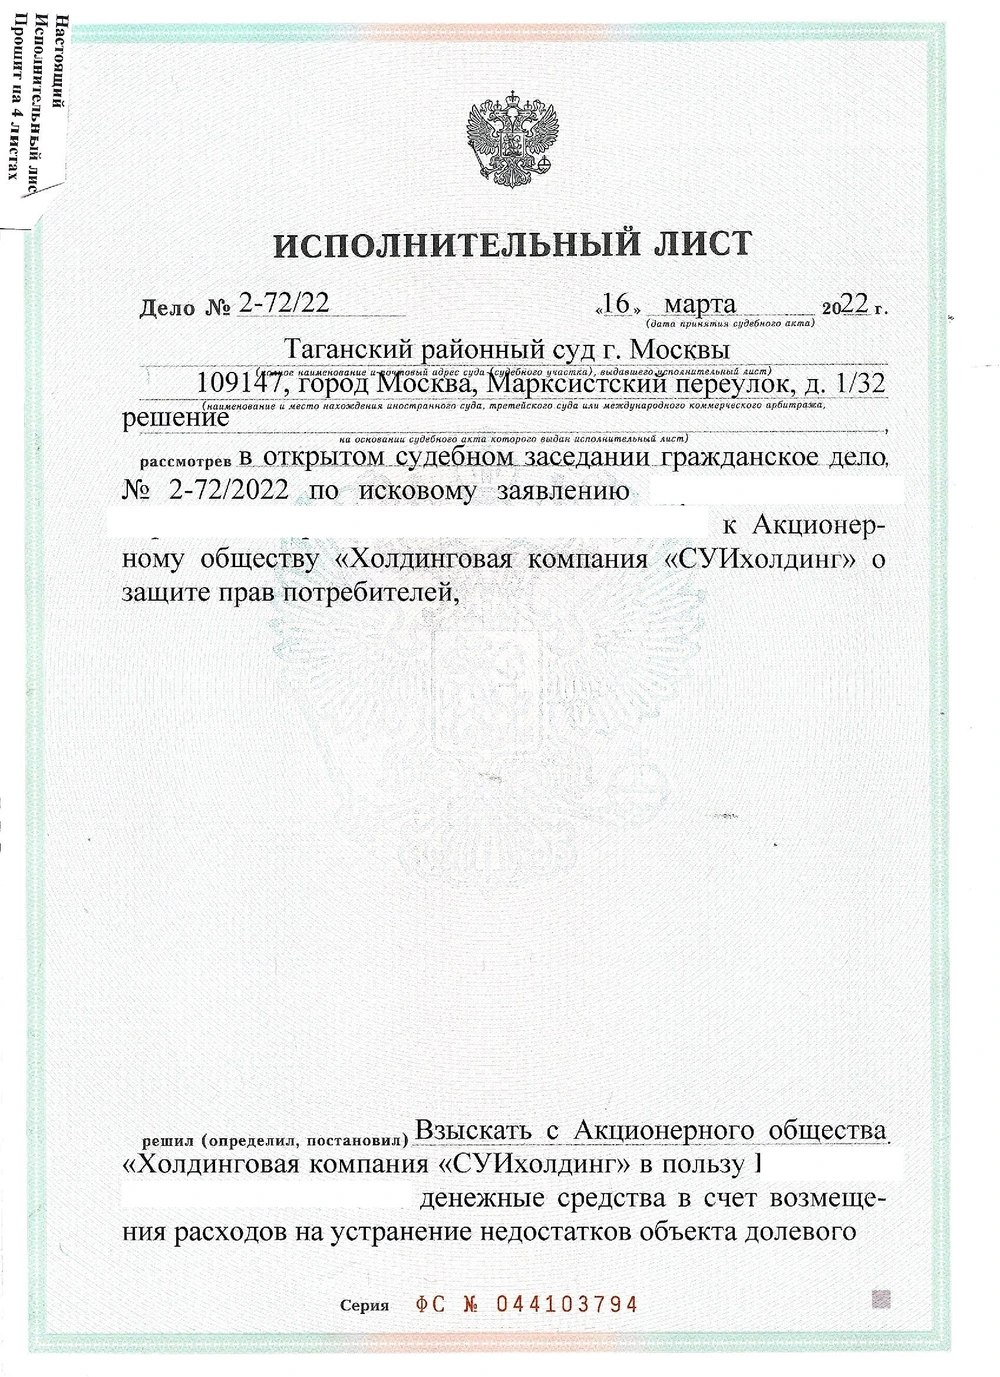 Настоящий
Исполнительный лис
Прошит на 4 листах
ИСПОЛНИТЕЛЬНЫЙ ЛИСТ
Дело № 2-72/22 «16» марта 2022 г.
(дата принятия судебного акта)
Таганский районный суд г. Москвы
(полное наименование и почтовый адрес суда (судебного участка), выдавшего исполнительный лист)
109147, город Москва, Марксистский переулок, д. 1/32
(наименование и место нахождения иностранного суда, третейского суда или международного коммерческого арбитража,
решение ,
на основании судебного акта которого выдан исполнительный лист)
рассмотрев в открытом судебном заседании гражданское дело,
№ 2-72/2022 по исковому заявлению
к Акционер-
ному обществу «Холдинговая компания «СУИхолдинг» о
защите прав потребителей,
решил (определил, постановил) Взыскать с Акционерного общества
«Холдинговая компания «СУИхолдинг» в пользу
денежные средства в счет возмеще-
ния расходов на устранение недостатков объекта долевого
Серия ФС № 044103794